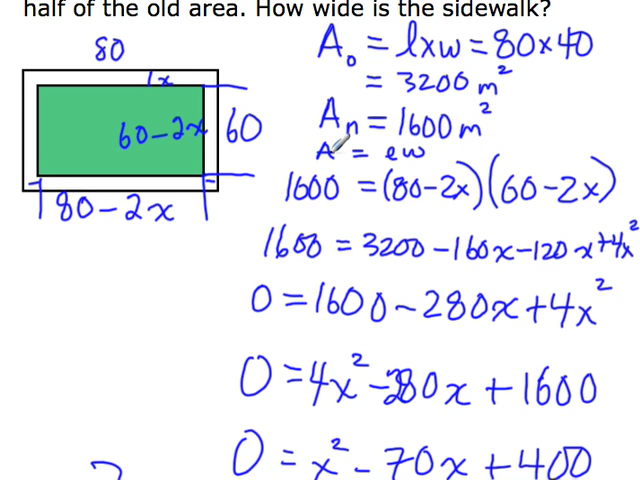 half of the old area. How wide is the sidewalk?
80
x
60-2x
60
80-2x
A₀ = lxw = 80x40
= 3200 m²
Aₙ = 1600 m²
A = lw
1600 = (80-2x)(60-2x)
1600 = 3200 -160x-120x+4x²
0 = 1600 - 280x + 4x²
0 = 4x² - 280x + 1600
0 = x² - 70x + 400